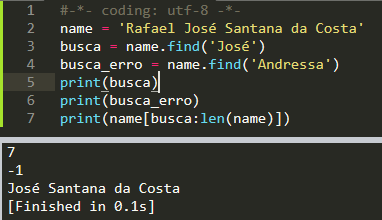 1 #-*- coding: utf-8 -*-
2 name = 'Rafael José Santana da Costa'
3 busca = name.find('José')
4 busca_erro = name.find('Andressa')
5 print(busca)
6 print(busca_erro)
7 print(name[busca:len(name)])
7
-1
José Santana da Costa
[Finished in 0.1s]